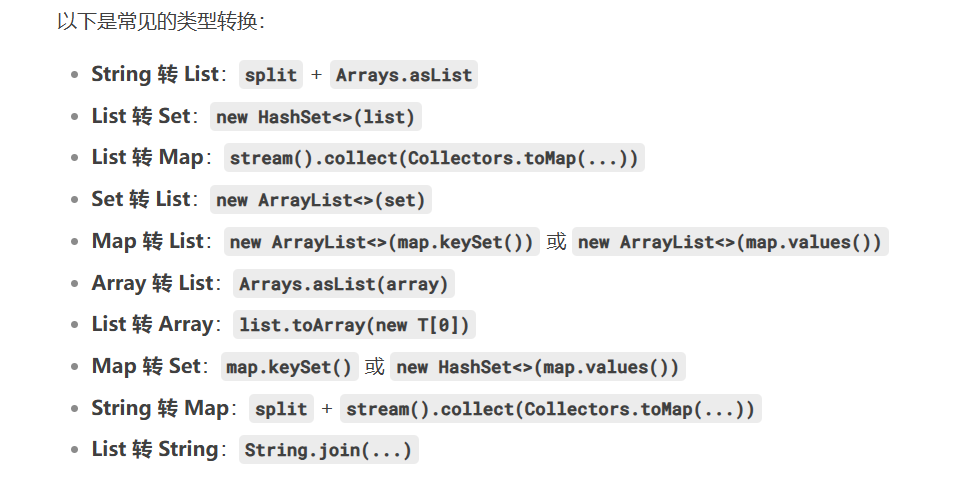 以下是常见的类型转换：
String 转 List： split + Arrays.asList
List 转 Set： new HashSet<>(list)
List 转 Map： stream().collect(Collectors.toMap(...))
Set 转 List： new ArrayList<>(set)
Map 转 List： new ArrayList<>(map.keySet()) 或 new ArrayList<>(map.values())
Array 转 List： Arrays.asList(array)
List 转 Array： list.toArray(new T[0])
Map 转 Set： map.keySet() 或 new HashSet<>(map.values())
String 转 Map： split + stream().collect(Collectors.toMap(...))
List 转 String： String.join(...)